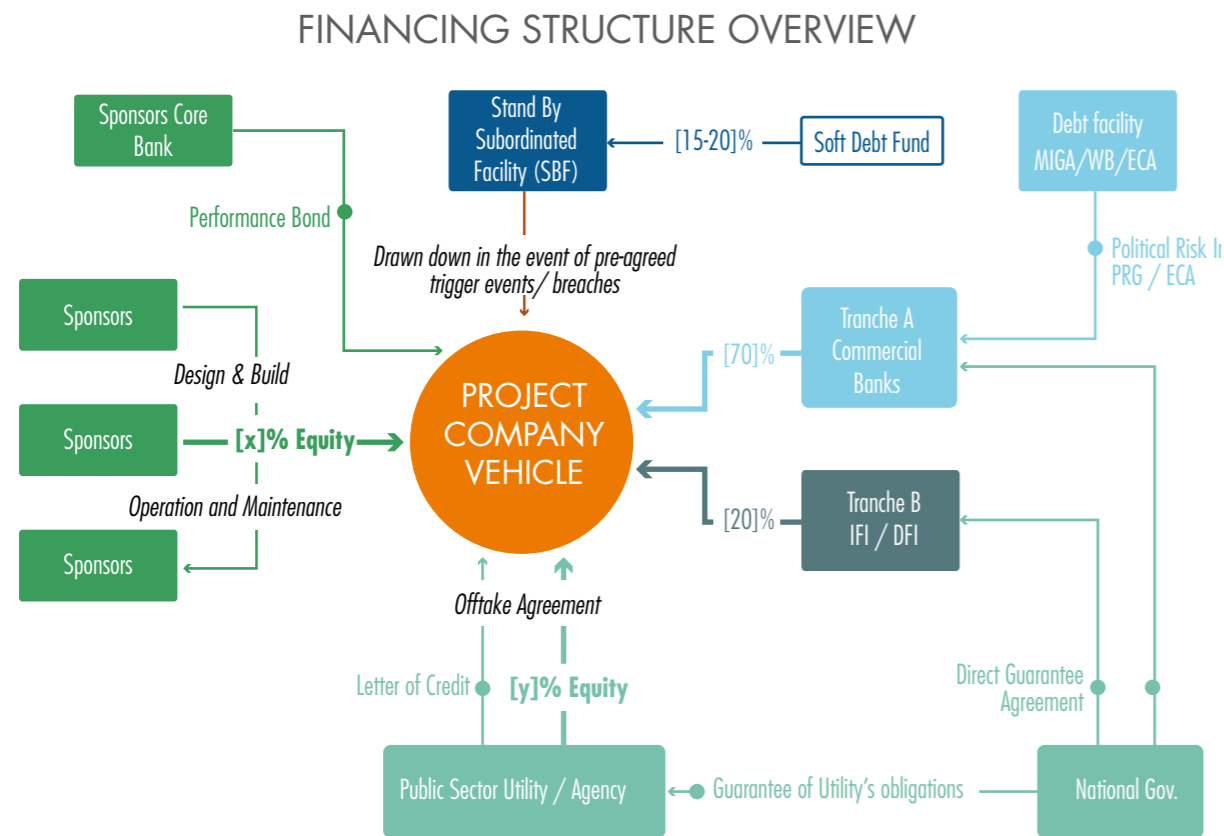 FINANCING STRUCTURE OVERVIEW
Sponsors Core
Bank
Stand By
Subordinated
Facility (SBF)
[15-20]%
Soft Debt Fund
Debt facility
MIGA/WB/ECA
Performance Bond
Drawn down in the event of pre-agreed
trigger events/ breaches
Political Risk
PRG / ECA
Sponsors
Design & Build
Sponsors
[x]% Equity
Operation and Maintenance
Sponsors
PROJECT
COMPANY
VEHICLE
[70]%
Tranche A
Commercial
Banks
[20]%
Tranche B
IFI / DFI
Offtake Agreement
Letter of Credit
[y]% Equity
Direct Guarantee
Agreement
Public Sector Utility / Agency
Guarantee of Utility's obligations
National Gov.